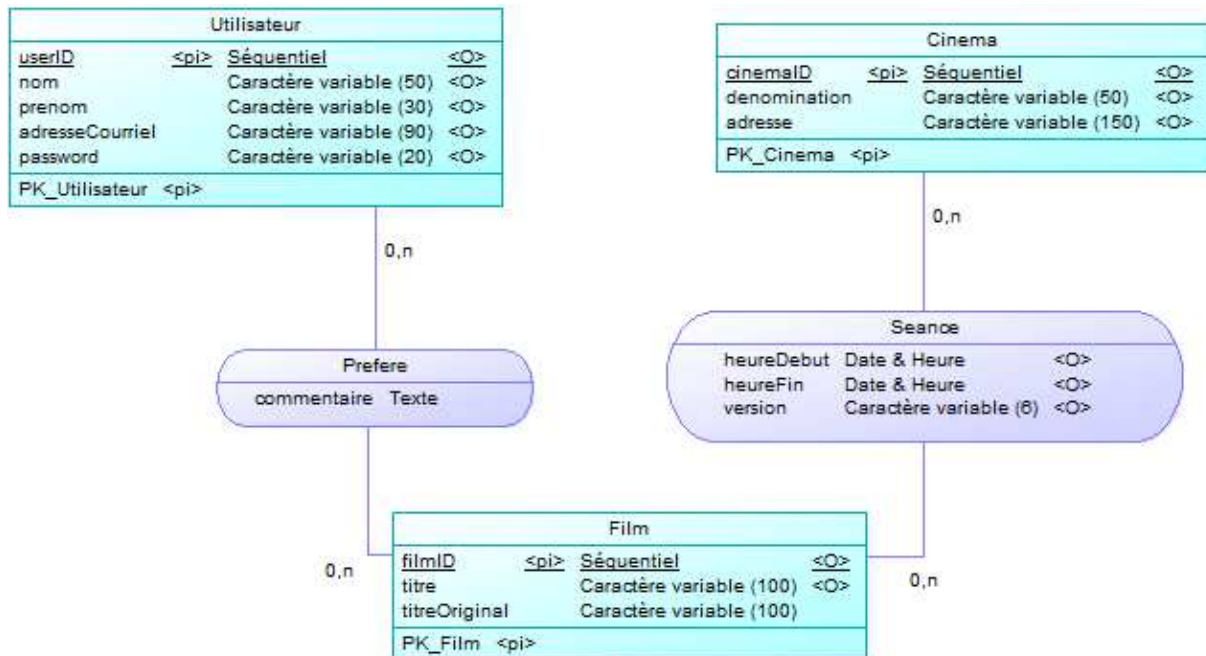 Utilisateur
userID <pi> Séquentiel <O>
nom Caractère variable (50) <O>
prenom Caractère variable (30) <O>
adresseCourriel Caractère variable (90) <O>
password Caractère variable (20) <O>
PK_Utilisateur <pi>
Cinema
cinemaID <pi> Séquentiel <O>
denomination Caractère variable (50) <O>
adresse Caractère variable (150) <O>
PK_Cinema <pi>
0,n
0,n
Prefere
commentaire Texte
Seance
heureDebut Date & Heure <O>
heureFin Date & Heure <O>
version Caractère variable (6) <O>
0,n
0,n
Film
filmID <pi> Séquentiel <O>
titre Caractère variable (100) <O>
titreOriginal Caractère variable (100)
PK_Film <pi>